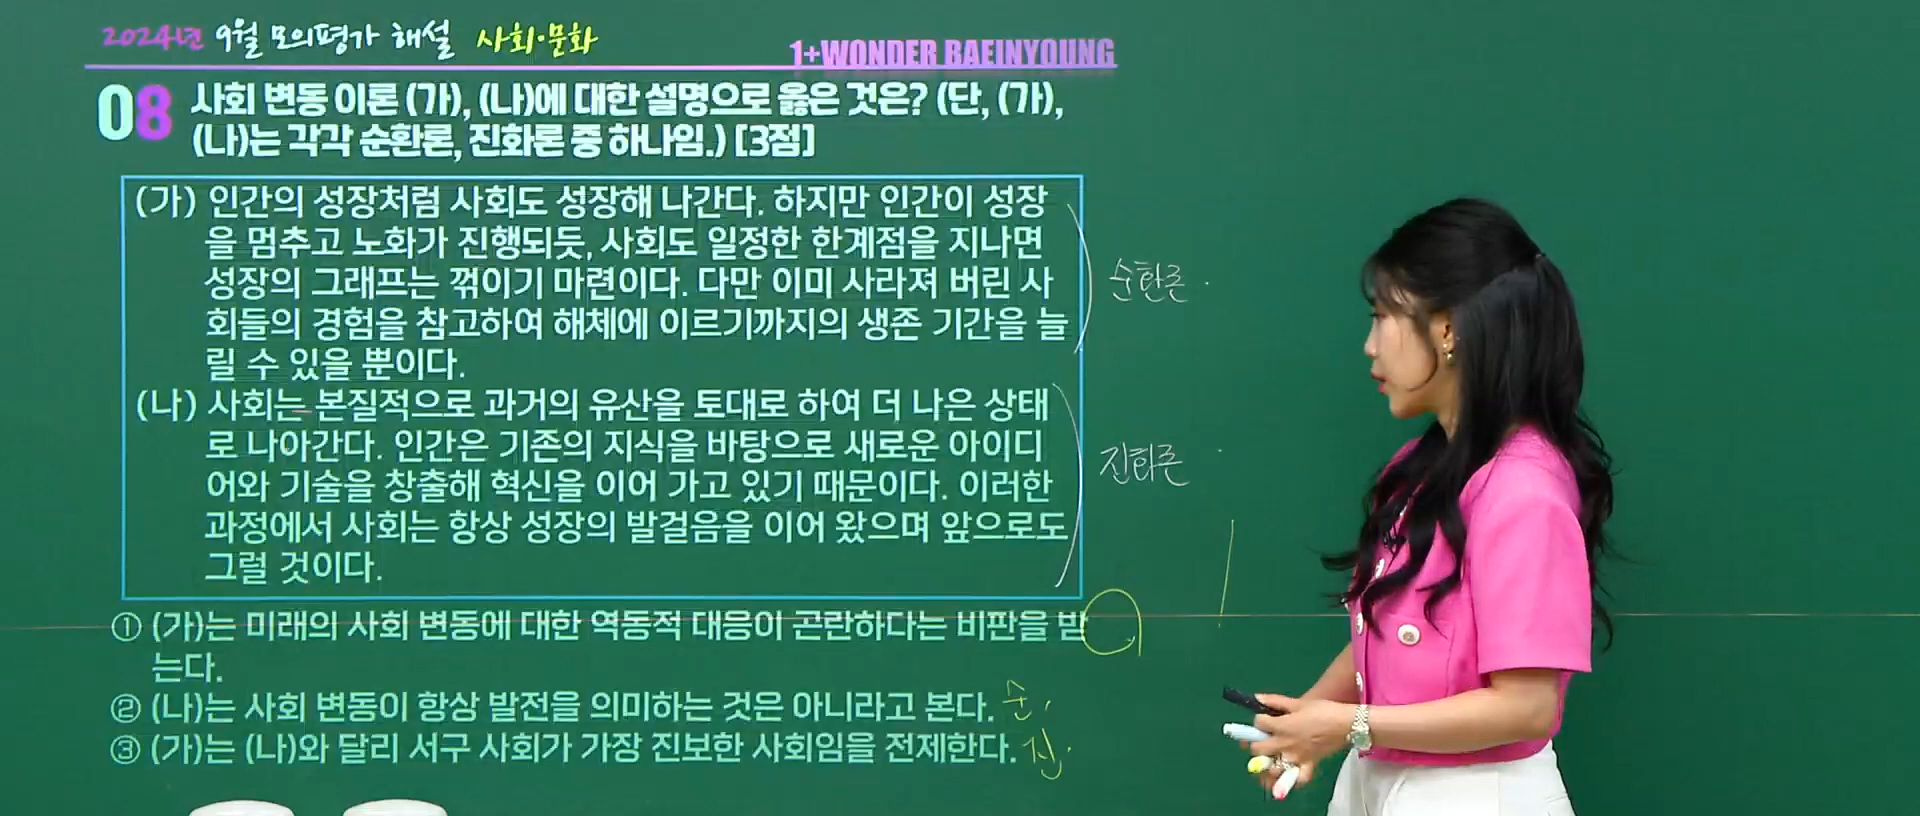 2024년 9월 모의평가 해설 사회·문화
1+WONDER BAEINYOUNG
08 사회 변동 이론 (가), (나)에 대한 설명으로 옳은 것은? (단, (가),
(나)는 각각 순환론, 진화론 중 하나임.) [3점]
(가) 인간의 성장처럼 사회도 성장해 나간다. 하지만 인간이 성장
을 멈추고 노화가 진행되듯, 사회도 일정한 한계점을 지나면
성장의 그래프는 꺾이기 마련이다. 다만 이미 사라져 버린 사
회들의 경험을 참고하여 해체에 이르기까지의 생존 기간을 늘
릴 수 있을 뿐이다.
순환론
(나) 사회는 본질적으로 과거의 유산을 토대로 하여 더 나은 상태
로 나아간다. 인간은 기존의 지식을 바탕으로 새로운 아이디
어와 기술을 창출해 혁신을 이어 가고 있기 때문이다. 이러한
과정에서 사회는 항상 성장의 발걸음을 이어 왔으며 앞으로도
그럴 것이다.
진화론
① (가)는 미래의 사회 변동에 대한 역동적 대응이 곤란하다는 비판을 받
는다.
② (나)는 사회 변동이 항상 발전을 의미하는 것은 아니라고 본다. 순.
③ (가)는 (나)와 달리 서구 사회가 가장 진보한 사회임을 전제한다. 진.